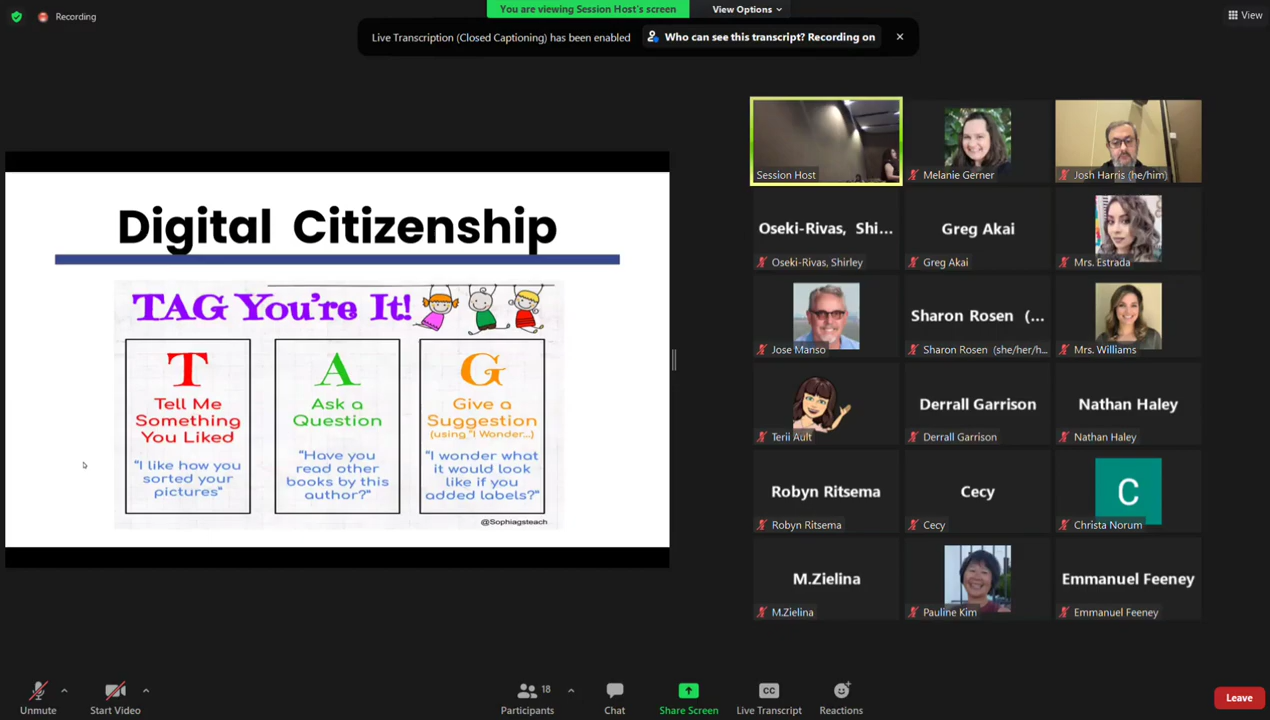 You are viewing Session Host's screen
View Options
Recording
View
Live Transcription (Closed Captioning) has been enabled
Who can see this transcript? Recording on
Digital Citizenship
TAG You're It!
T
Tell Me
Something
You Liked
"I like how you
sorted your
pictures"
A
Ask a
Question
"Have you
read other
books by this
author?"
G
Give a
Suggestion
(using "I Wonder...)
"I wonder what
it would look
like if you
added labels?"
@Sophiagsteach
Session Host
Melanie Gerner
Josh Harris (he/him)
Oseki-Rivas, Shi...
Oseki-Rivas, Shirley
Greg Akai
Greg Akai
Mrs. Estrada
Jose Manso
Sharon Rosen (...
Sharon Rosen (she/her/h...
Mrs. Williams
Terii Ault
Derrall Garrison
Derrall Garrison
Nathan Haley
Nathan Haley
Robyn Ritsema
Robyn Ritsema
Cecy
Cecy
C
Christa Norum
M.Zielina
M.Zielina
Pauline Kim
Emmanuel Feeney
Emmanuel Feeney
Unmute
Start Video
18
Participants
Chat
Share Screen
CC
Live Transcript
Reactions
Leave